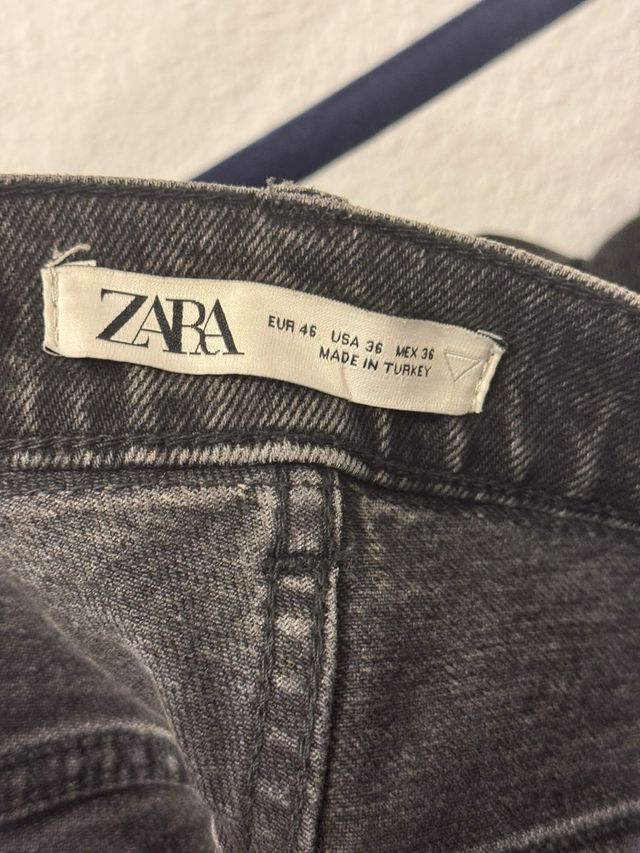 ZARA
EUR 46 USA 36 MEX 36
MADE IN TURKEY